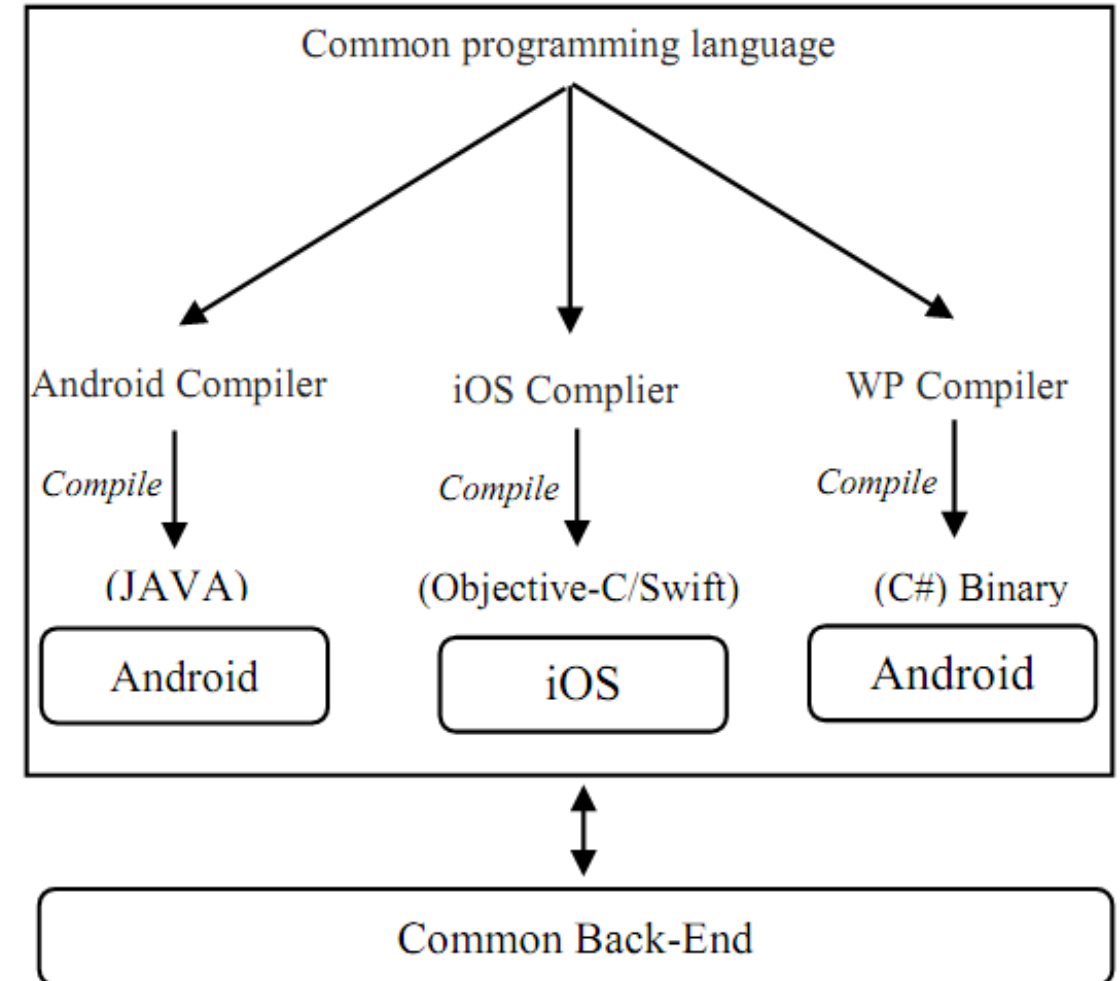 Common programming language
Android Compiler
iOS Complier
WP Compiler
Compile
Compile
Compile
(JAVA)
(Objective-C/Swift)
(C#) Binary
Android
iOS
Android
Common Back-End